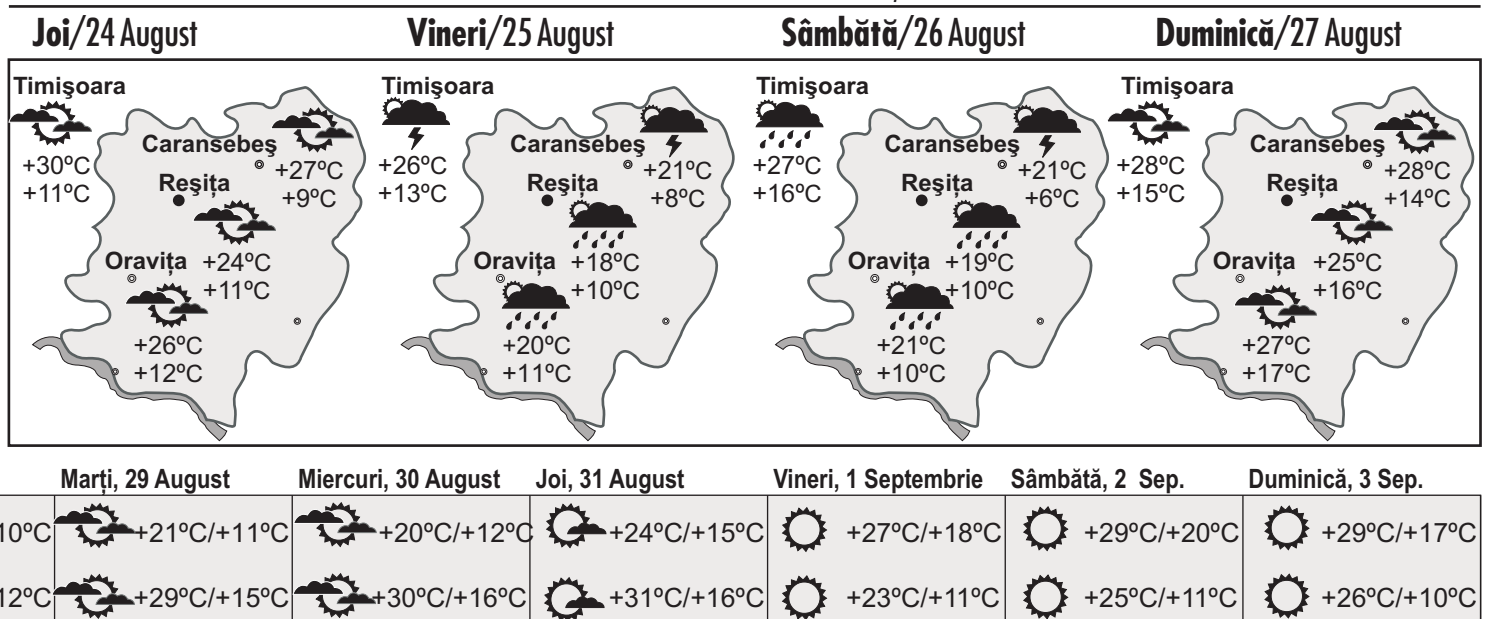 Joi/24 August Vineri/25 August Sâmbătă/26 August Duminică/27 August
Timişoara
+30ºC
+11ºC
Caransebeş
+27ºC
+9ºC
Reşiţa
+24ºC
+11ºC
Oraviţa
+26ºC
+12ºC
Timişoara
+26ºC
+13ºC
Caransebeş
+21ºC
+8ºC
Reşiţa
+18ºC
+10ºC
Oraviţa
+20ºC
+11ºC
Timişoara
+27ºC
+16ºC
Caransebeş
+21ºC
+6ºC
Reşiţa
+19ºC
+10ºC
Oraviţa
+21ºC
+10ºC
Timişoara
+28ºC
+15ºC
Caransebeş
+28ºC
+14ºC
Reşiţa
+25ºC
+16ºC
Oraviţa
+27ºC
+17ºC
Marți, 29 August Miercuri, 30 August Joi, 31 August Vineri, 1 Septembrie Sâmbătă, 2 Sep. Duminică, 3 Sep.
10ºC +21ºC/+11ºC +20ºC/+12ºC +24ºC/+15ºC +27ºC/+18ºC +29ºC/+20ºC +29ºC/+17ºC
12ºC +29ºC/+15ºC +30ºC/+16ºC +31ºC/+16ºC +23ºC/+11ºC +25ºC/+11ºC +26ºC/+10ºC